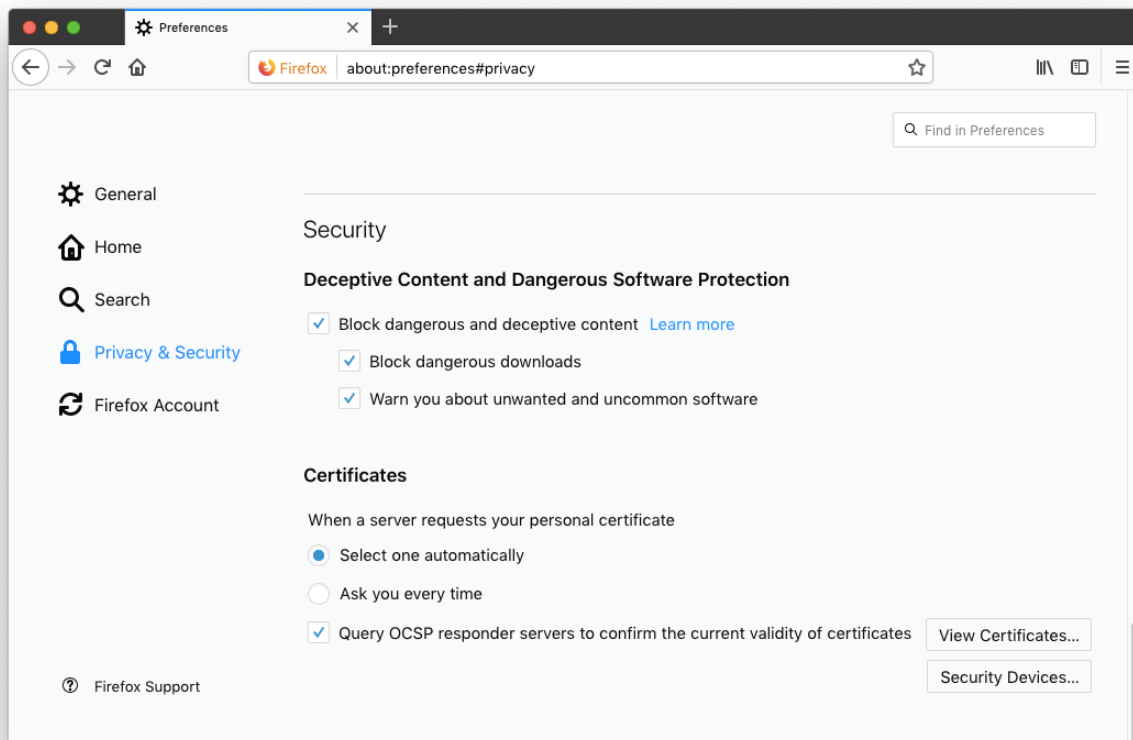 Preferences
Firefox about:preferences#privacy
Find in Preferences
General
Home
Search
Privacy & Security
Firefox Account
Firefox Support
Security
Deceptive Content and Dangerous Software Protection
Block dangerous and deceptive content Learn more
Block dangerous downloads
Warn you about unwanted and uncommon software
Certificates
When a server requests your personal certificate
Select one automatically
Ask you every time
Query OCSP responder servers to confirm the current validity of certificates
View Certificates...
Security Devices...